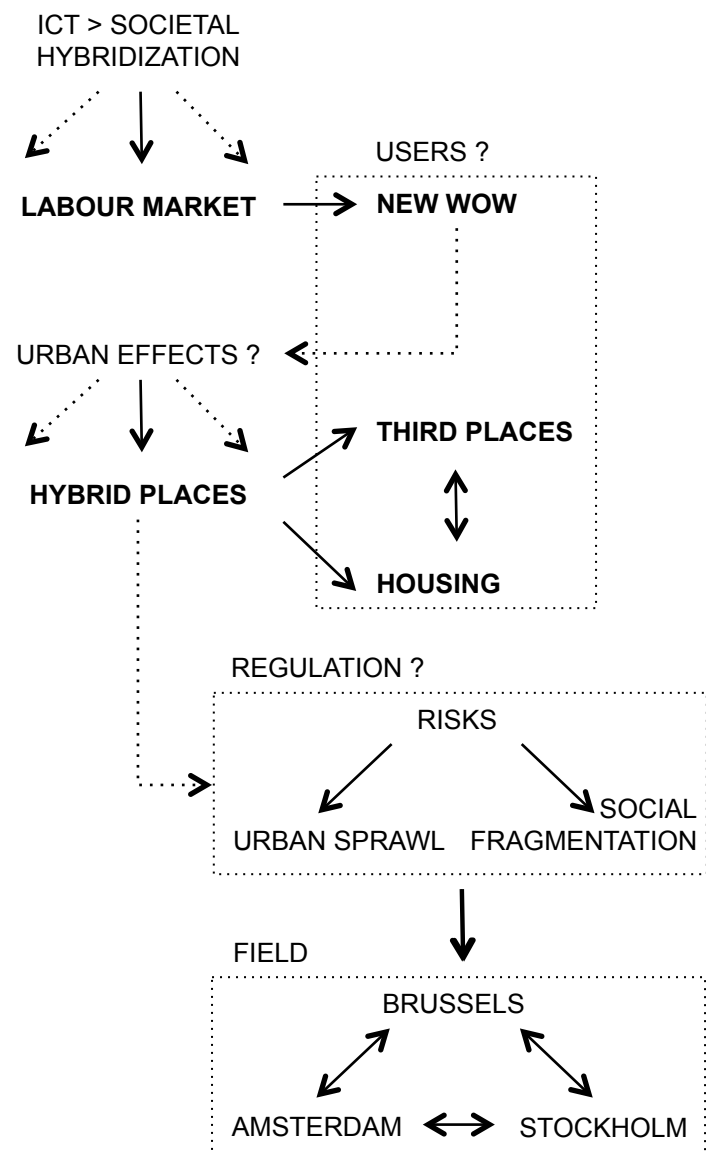 ICT > SOCIETAL
HYBRIDIZATION
USERS ?
LABOUR MARKET
NEW WOW
URBAN EFFECTS ?
THIRD PLACES
HYBRID PLACES
HOUSING
REGULATION ?
RISKS
URBAN SPRAWL
SOCIAL
FRAGMENTATION
FIELD
BRUSSELS
AMSTERDAM
STOCKHOLM